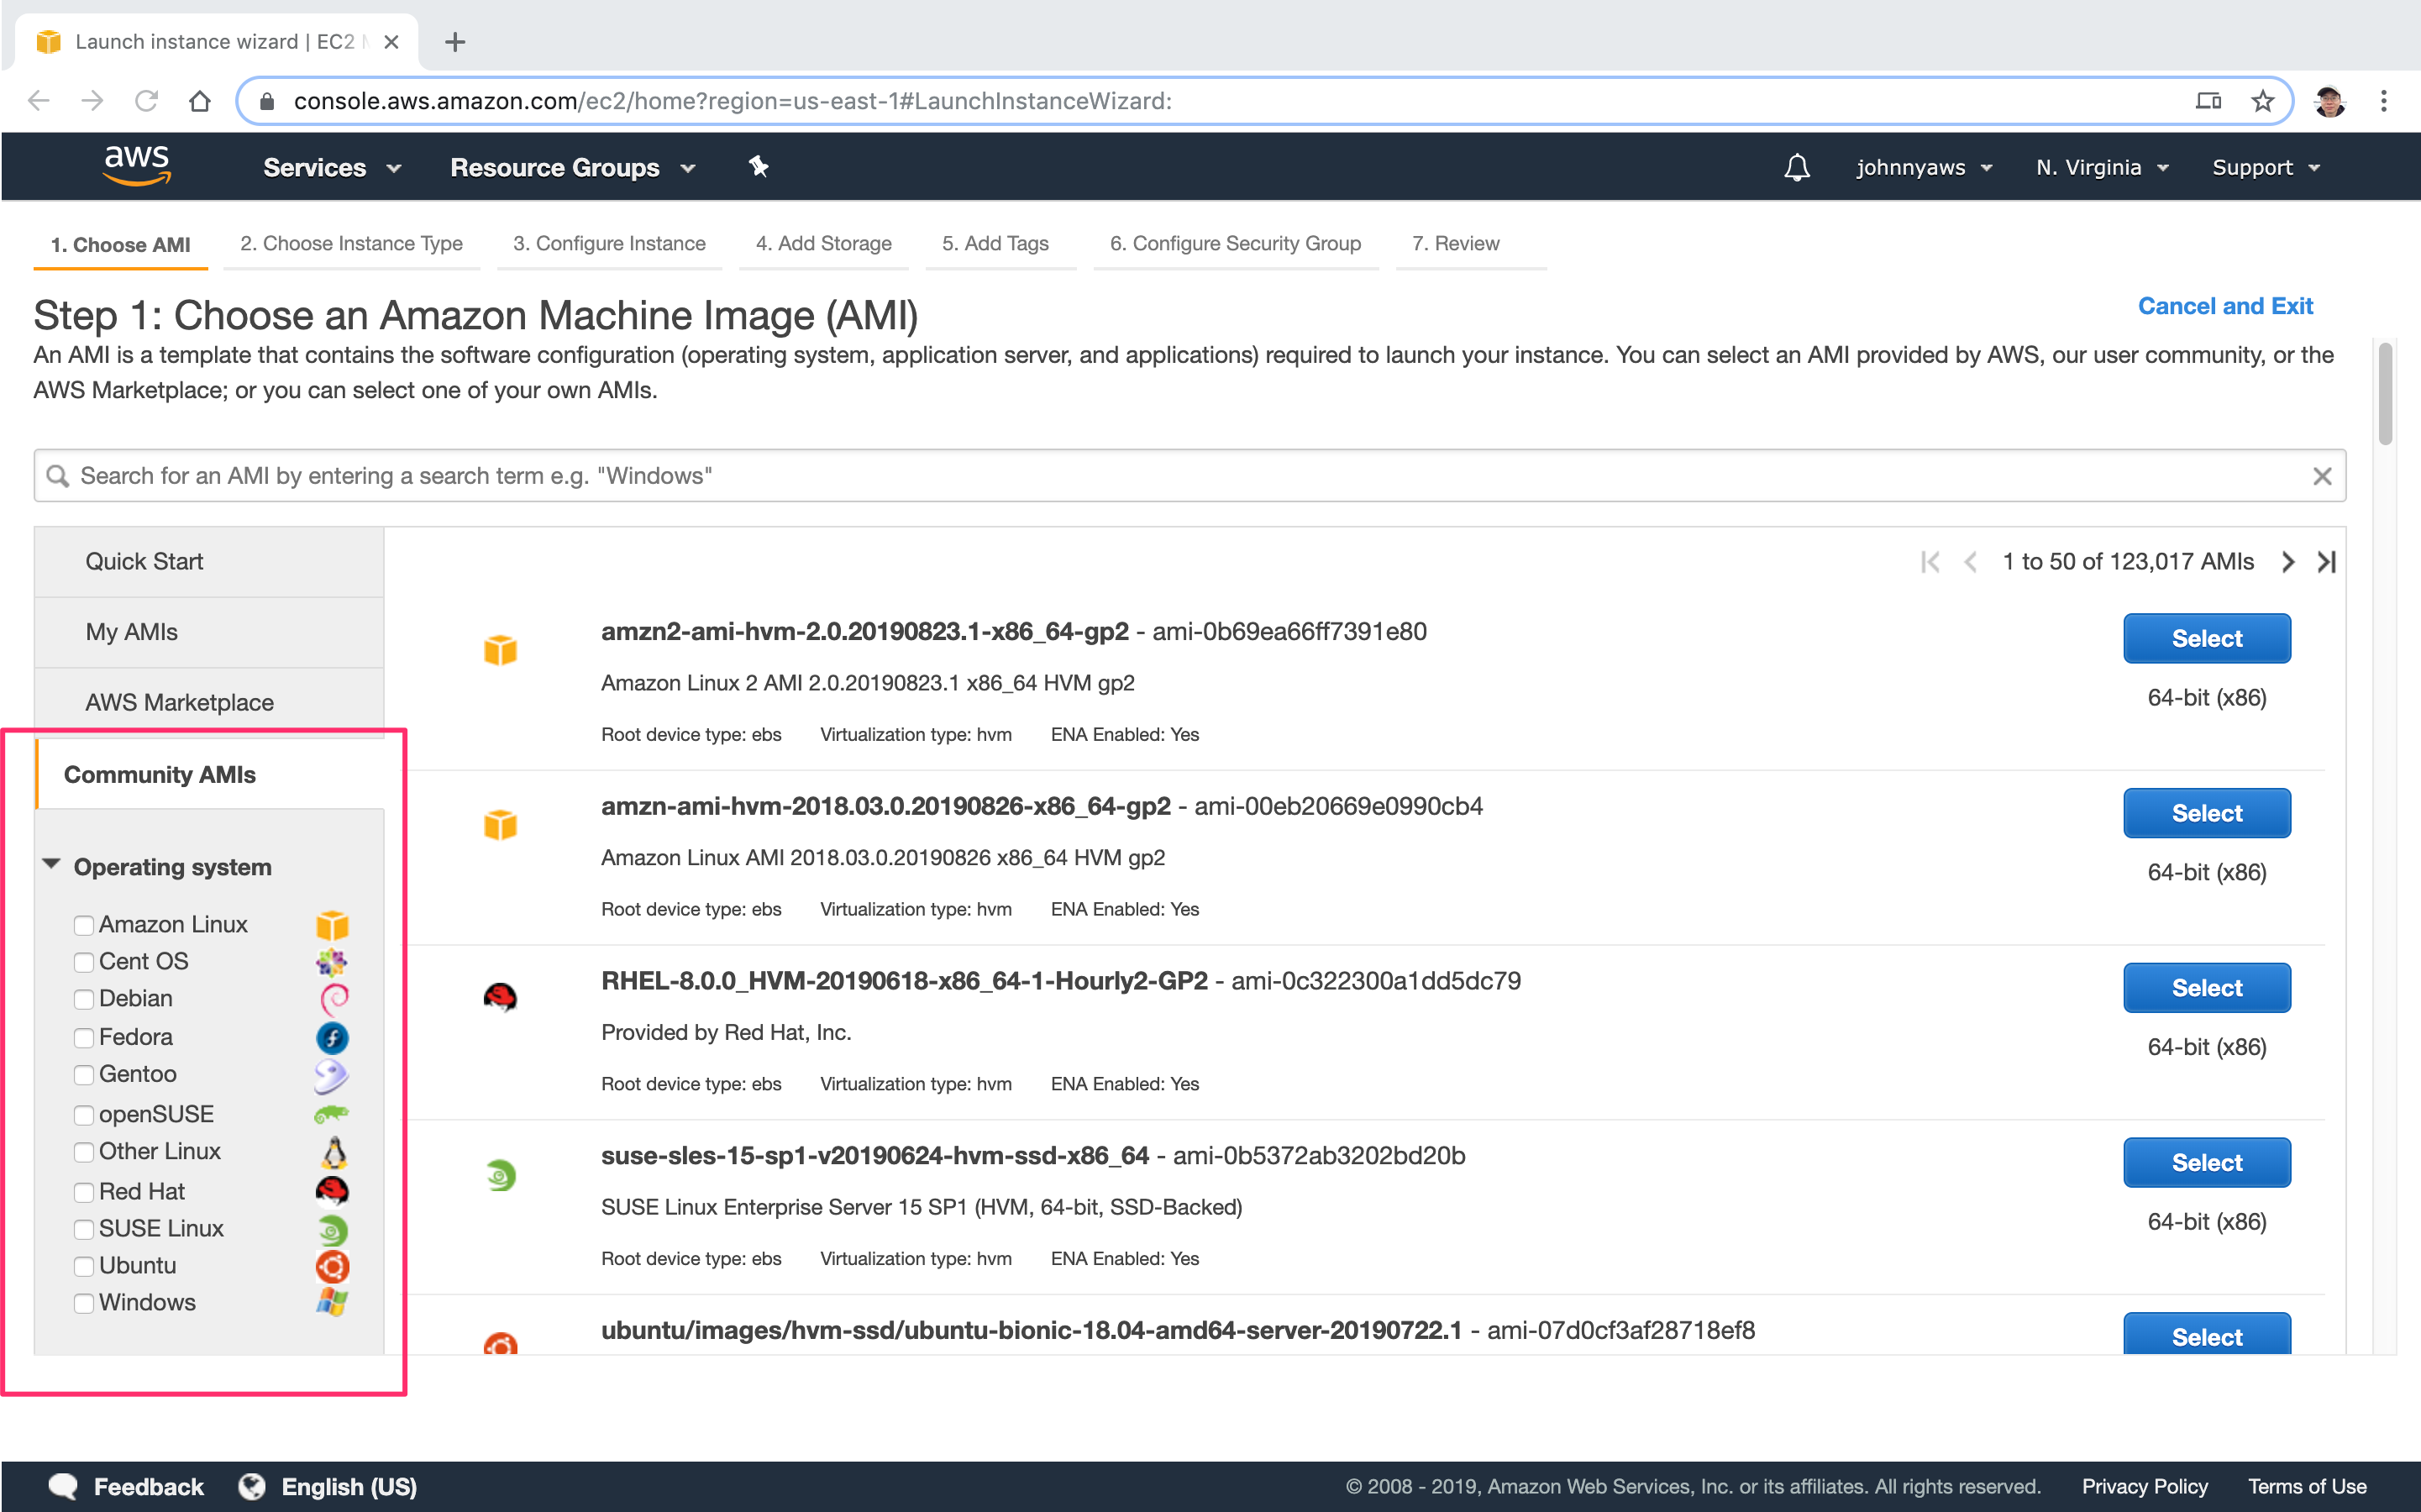 Launch instance wizard | EC2
console.aws.amazon.com/ec2/home?region=us-east-1#LaunchInstanceWizard:
aws
Services
Resource Groups
johnnyaws
N. Virginia
Support
1. Choose AMI
2. Choose Instance Type
3. Configure Instance
4. Add Storage
5. Add Tags
6. Configure Security Group
7. Review
Step 1: Choose an Amazon Machine Image (AMI)
Cancel and Exit
An AMI is a template that contains the software configuration (operating system, application server, and applications) required to launch your instance. You can select an AMI provided by AWS, our user community, or the
AWS Marketplace; or you can select one of your own AMIs.
Search for an AMI by entering a search term e.g. "Windows"
Quick Start
My AMIs
AWS Marketplace
Community AMIs
Operating system
Amazon Linux
Cent OS
Debian
Fedora
Gentoo
openSUSE
Other Linux
Red Hat
SUSE Linux
Ubuntu
Windows
1 to 50 of 123,017 AMIs
amzn2-ami-hvm-2.0.20190823.1-x86_64-gp2 - ami-0b69ea66ff7391e80
Select
Amazon Linux 2 AMI 2.0.20190823.1 x86_64 HVM gp2
64-bit (x86)
Root device type: ebs Virtualization type: hvm ENA Enabled: Yes
amzn-ami-hvm-2018.03.0.20190826-x86_64-gp2 - ami-00eb20669e0990cb4
Select
Amazon Linux AMI 2018.03.0.20190826 x86_64 HVM gp2
64-bit (x86)
Root device type: ebs Virtualization type: hvm ENA Enabled: Yes
RHEL-8.0.0_HVM-20190618-x86_64-1-Hourly2-GP2 - ami-0c322300a1dd5dc79
Select
Provided by Red Hat, Inc.
64-bit (x86)
Root device type: ebs Virtualization type: hvm ENA Enabled: Yes
suse-sles-15-sp1-v20190624-hvm-ssd-x86_64 - ami-0b5372ab3202bd20b
Select
SUSE Linux Enterprise Server 15 SP1 (HVM, 64-bit, SSD-Backed)
64-bit (x86)
Root device type: ebs Virtualization type: hvm ENA Enabled: Yes
ubuntu/images/hvm-ssd/ubuntu-bionic-18.04-amd64-server-20190722.1 - ami-07d0cf3af28718ef8
Select
Feedback
English (US)
© 2008 - 2019, Amazon Web Services, Inc. or its affiliates. All rights reserved.
Privacy Policy
Terms of Use